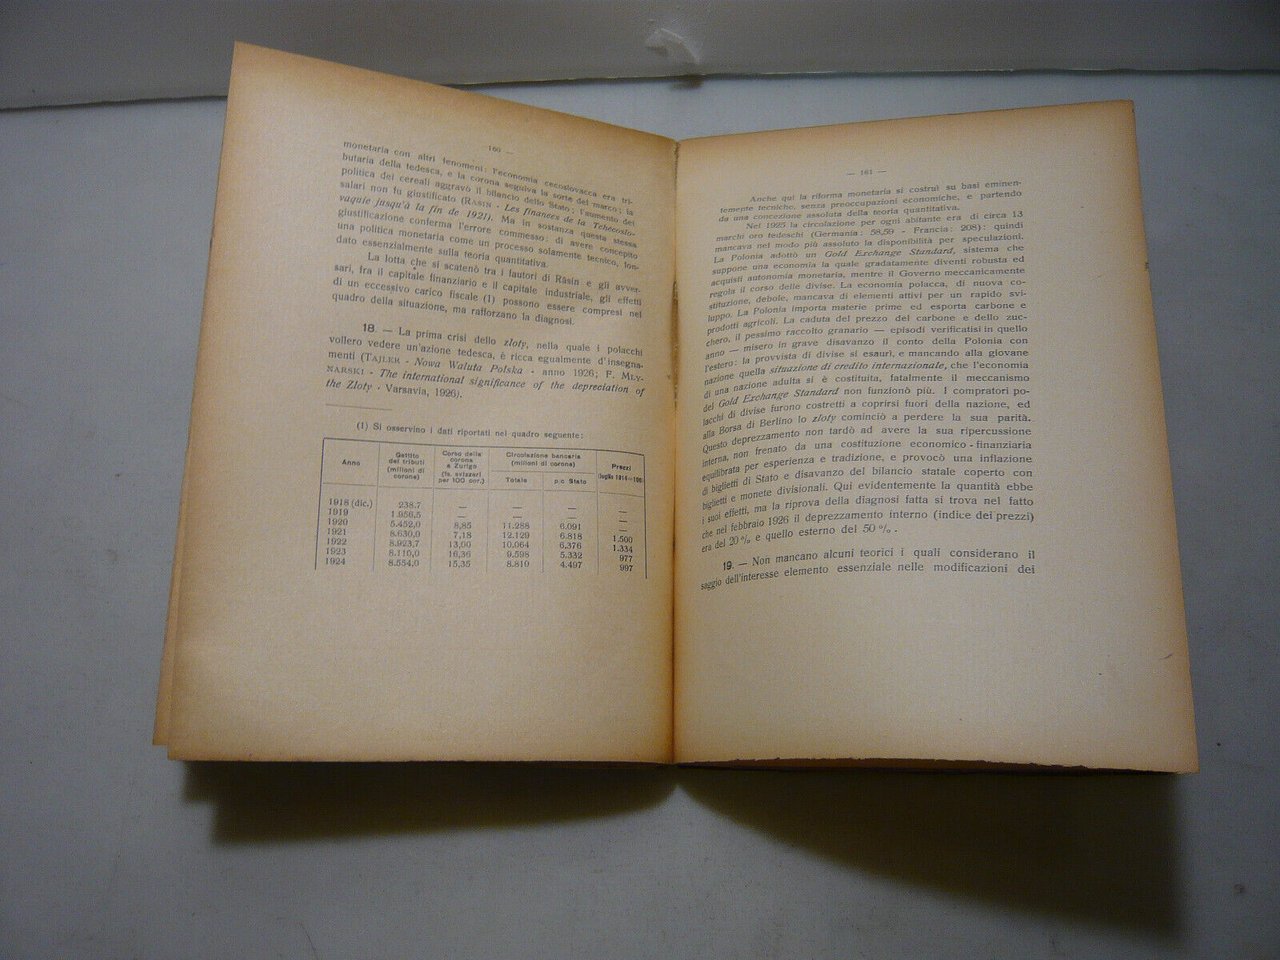 160 —
monetaria con altri fenomeni: l'economia cecoslovacca era tri-
butaria della tedesca, e la corona seguiva la sorte del marco; la
politica dei cereali aggravò il bilancio dello Stato; l'aumento dei
salari non fu giustificato (RASIN - Les finances de la Tchécoslo-
vaquie jusqu'à la fin de 1921). Ma in sostanza questa stessa
giustificazione conferma l'errore commesso: di avere concepito
una politica monetaria come un processo solamente tecnico, fon-
dato essenzialmente sulla teoria quantitativa.
La lotta che si scatenò tra i fautori di Rasin e gli avver-
sari, fra il capitale finanziario e il capitale industriale, gli effetti
di un eccessivo carico fiscale (1) possono essere compresi nel
quadro della situazione, ma rafforzano la diagnosi.
18. — La prima crisi dello zloty, nella quale i polacchi
vollero vedere un'azione tedesca, è ricca egualmente d'insegna-
menti (TAJLER - Nowa Waluta Polska - anno 1926; F. MLY-
NARSKI - The international significance of the depreciation of
the Zloty - Varsavia, 1926).
(1) Si osservino i dati riportati nel quadro seguente:
Anno Gettito dei tributi (milioni di corone) Corso della corona a Zurigo (fs. svizzeri per 100 cor.) Circolazione bancaria (milioni di corone) Totale p. c. Stato Prezzi (luglio 1914=100)
1918 (dic.) 238.7 — — — —
1919 1.956,5 — — — —
1920 5.452,0 8,85 11.288 6.091 —
1921 8.630,0 7,18 12.129 6.818 1.500
1922 8.923,7 13,00 10.064 6.376 1.334
1923 8.110,0 16,36 9.598 5.332 977
1924 8.554,0 15,35 8.810 4.497 997
— 161 —
Anche qui la riforma monetaria si costruì su basi eminen-
temente tecniche, senza preoccupazioni economiche, e partendo
da una concezione assoluta della teoria quantitativa.
Nel 1925 la circolazione per ogni abitante era di circa 13
marchi oro tedeschi (Germania: 58,59 - Francia: 208): quindi
mancava nel modo più assoluto la disponibilità per speculazioni.
La Polonia adottò un Gold Exchange Standard, sistema che
suppone una economia la quale gradatamente diventi robusta ed
acquisti autonomia monetaria, mentre il Governo meccanicamente
regola il corso delle divise. La economia polacca, di nuova co-
stituzione, debole, mancava di elementi attivi per un rapido svi-
luppo. La Polonia importa materie prime ed esporta carbone e
prodotti agricoli. La caduta del prezzo del carbone e dello zuc-
chero, il pessimo raccolto granario — episodi verificatisi in quello
anno — misero in grave disavanzo il conto della Polonia con
l'estero: la provvista di divise si esaurì, e mancando alla giovane
nazione quella situazione di credito internazionale, che l'economia
di una nazione adulta si è costituita, fatalmente il meccanismo
del Gold Exchange Standard non funzionò più. I compratori po-
lacchi di divise furono costretti a coprirsi fuori della nazione, ed
alla Borsa di Berlino lo zloty cominciò a perdere la sua parità.
Questo deprezzamento non tardò ad avere la sua ripercussione
interna, non frenato da una costituzione economico-finanziaria
equilibrata per esperienza e tradizione, e provocò una inflazione
di biglietti di Stato e disavanzo del bilancio statale coperto con
biglietti e monete divisionali. Qui evidentemente la quantità ebbe
i suoi effetti, ma la riprova della diagnosi fatta si trova nel fatto
che nel febbraio 1926 il deprezzamento interno (indice dei prezzi)
era del 20 % e quello esterno del 50 %.
19. — Non mancano alcuni teorici i quali considerano il
saggio dell'interesse elemento essenziale nelle modificazioni dei